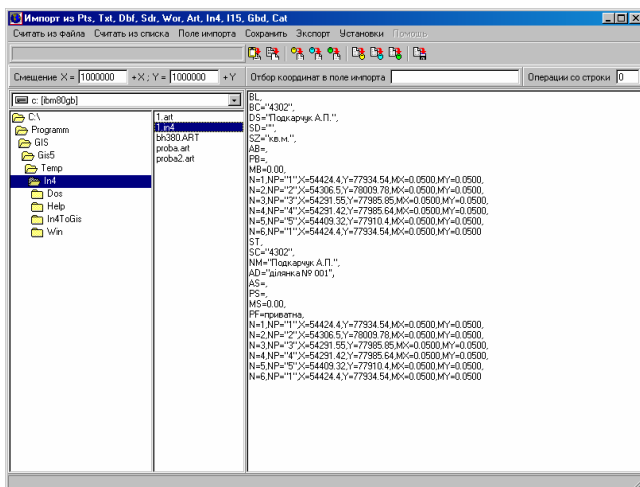 Импорт из Pts, Txt, Dbf, Sdr, Wor, Art, In4, I15, Gbd, Cat
Считать из файла Считать из списка Поле импорта Сохранить Экспорт Установки Помощь
Смещение X = 1000000 + X ; Y = 1000000 + Y Отбор координат в поле импорта Операции со строки 0
c: [ibm80gb]
C:\
Programm
GIS
Gis5
Temp
In4
Dos
Help
In4ToGis
Win
1.art
1.in4
bh380.ART
proba.art
proba2.art
BL,
BC="4302",
DS="Подкарчук А.П.",
SD="",
SZ="кв.м.",
AB=,
PB=,
MB=0.00,
N=1,NP="1",X=54424.4,Y=77934.54,MX=0.0500,MY=0.0500,
N=2,NP="2",X=54306.5,Y=78009.78,MX=0.0500,MY=0.0500,
N=3,NP="3",X=54291.55,Y=77985.85,MX=0.0500,MY=0.0500,
N=4,NP="4",X=54291.42,Y=77985.64,MX=0.0500,MY=0.0500,
N=5,NP="5",X=54409.32,Y=77910.4,MX=0.0500,MY=0.0500,
N=6,NP="1",X=54424.4,Y=77934.54,MX=0.0500,MY=0.0500
ST,
SC="4302",
NM="Подкарчук А.П.",
AD="ділянка № 001",
AS=,
PS=,
MS=0.00,
PF=приватна,
N=1,NP="1",X=54424.4,Y=77934.54,MX=0.0500,MY=0.0500,
N=2,NP="2",X=54306.5,Y=78009.78,MX=0.0500,MY=0.0500,
N=3,NP="3",X=54291.55,Y=77985.85,MX=0.0500,MY=0.0500,
N=4,NP="4",X=54291.42,Y=77985.64,MX=0.0500,MY=0.0500,
N=5,NP="5",X=54409.32,Y=77910.4,MX=0.0500,MY=0.0500,
N=6,NP="1",X=54424.4,Y=77934.54,MX=0.0500,MY=0.0500